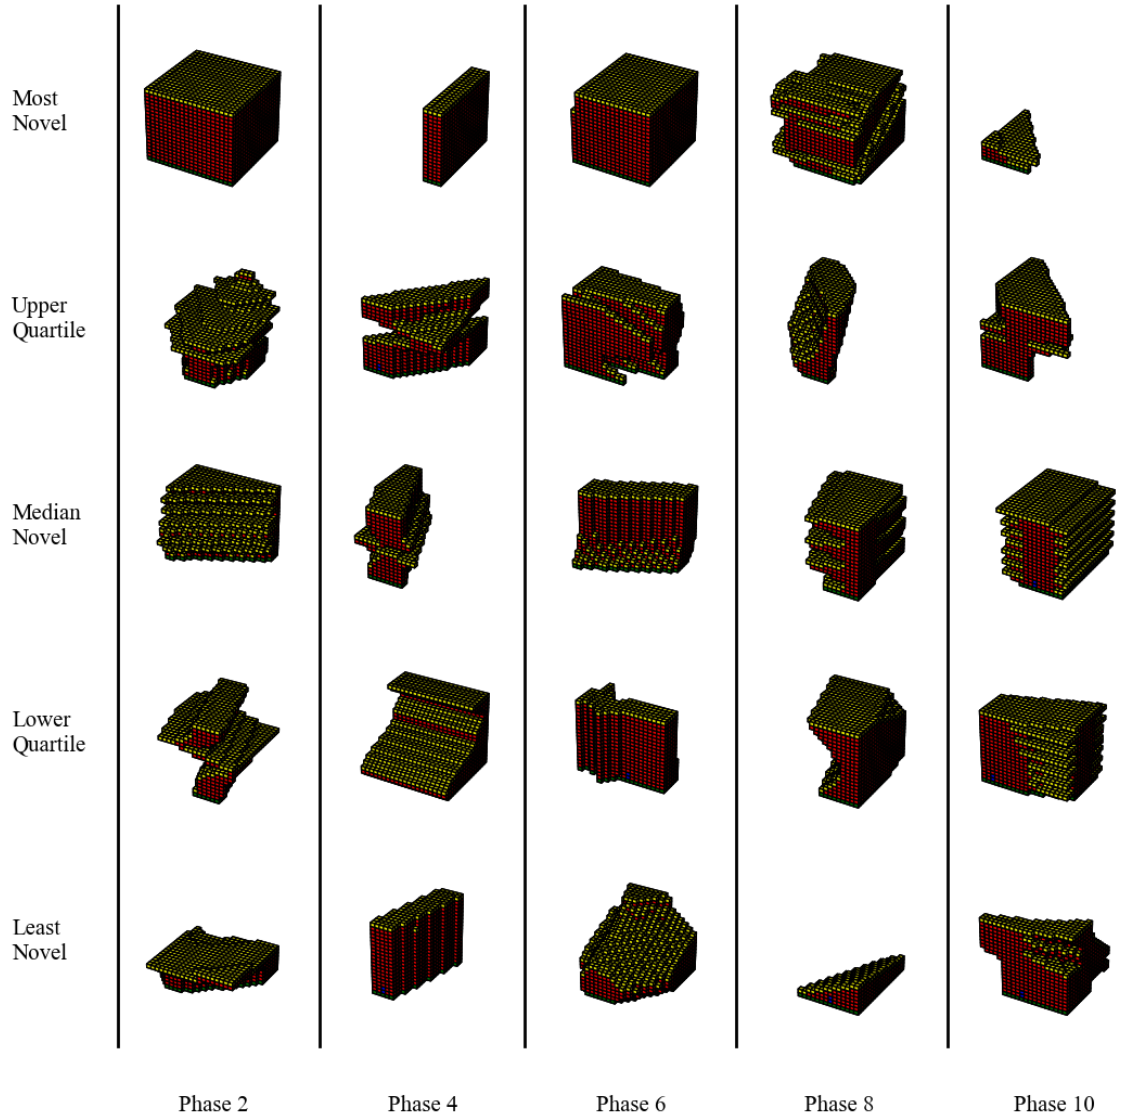 Most
Novel
Upper
Quartile
Median
Novel
Lower
Quartile
Least
Novel
Phase 2
Phase 4
Phase 6
Phase 8
Phase 10